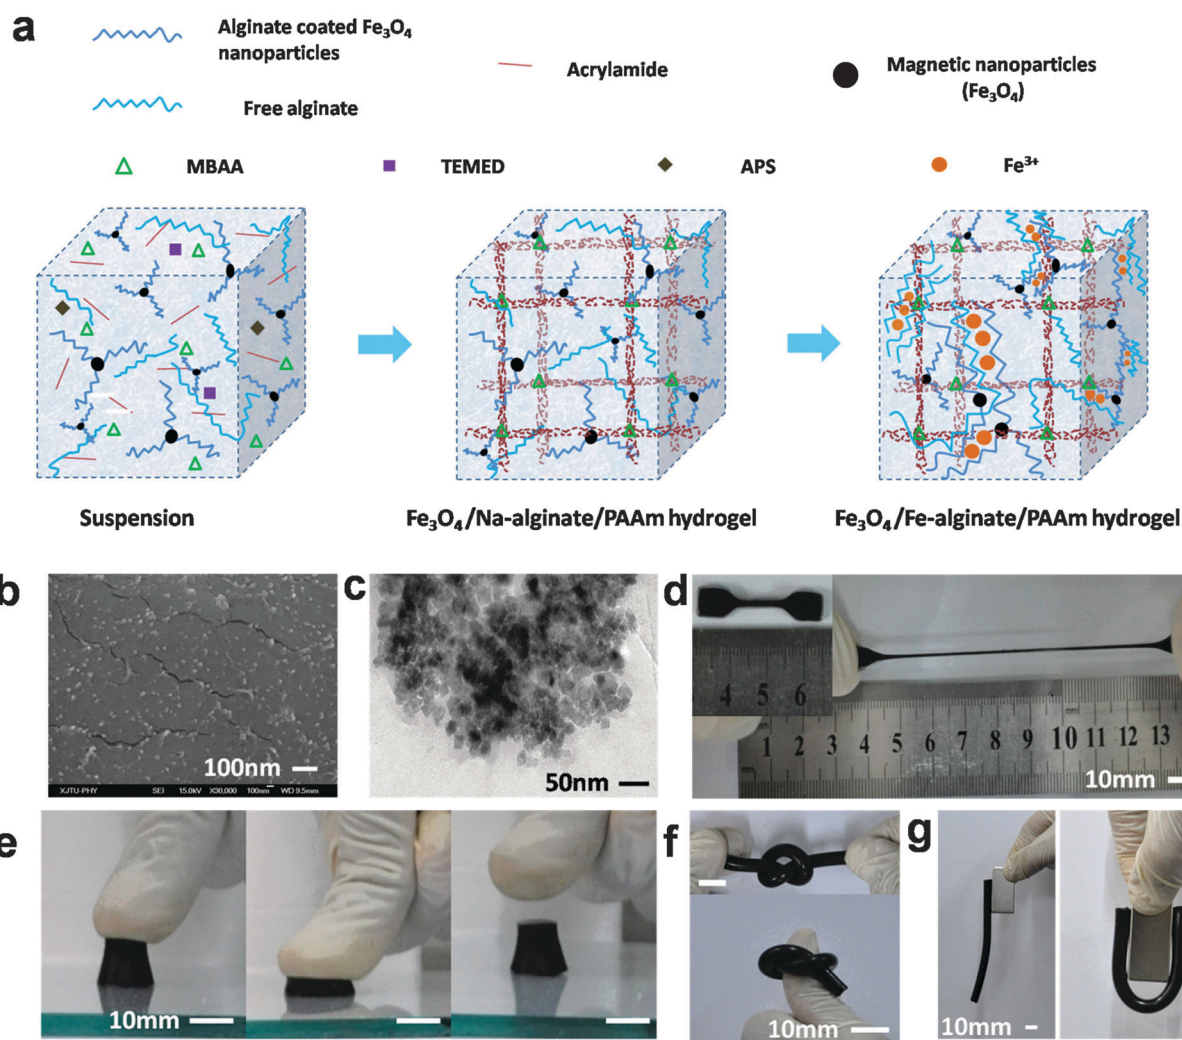 a
Alginate coated Fe₃O₄
nanoparticles
Acrylamide
Magnetic nanoparticles
(Fe₃O₄)
Free alginate
MBAA
TEMED
APS
Fe³⁺
Suspension
Fe₃O₄/Na-alginate/PAAm hydrogel
Fe₃O₄/Fe-alginate/PAAm hydrogel
b
100nm
XJTU-PHY SEI 15.0kV X30,000 100nm WD 9.5mm
c
50nm
d
4 5 6
1 2 3 4 5 6 7 8 9 10 11 12 13
10mm
e
10mm
f
10mm
g
10mm